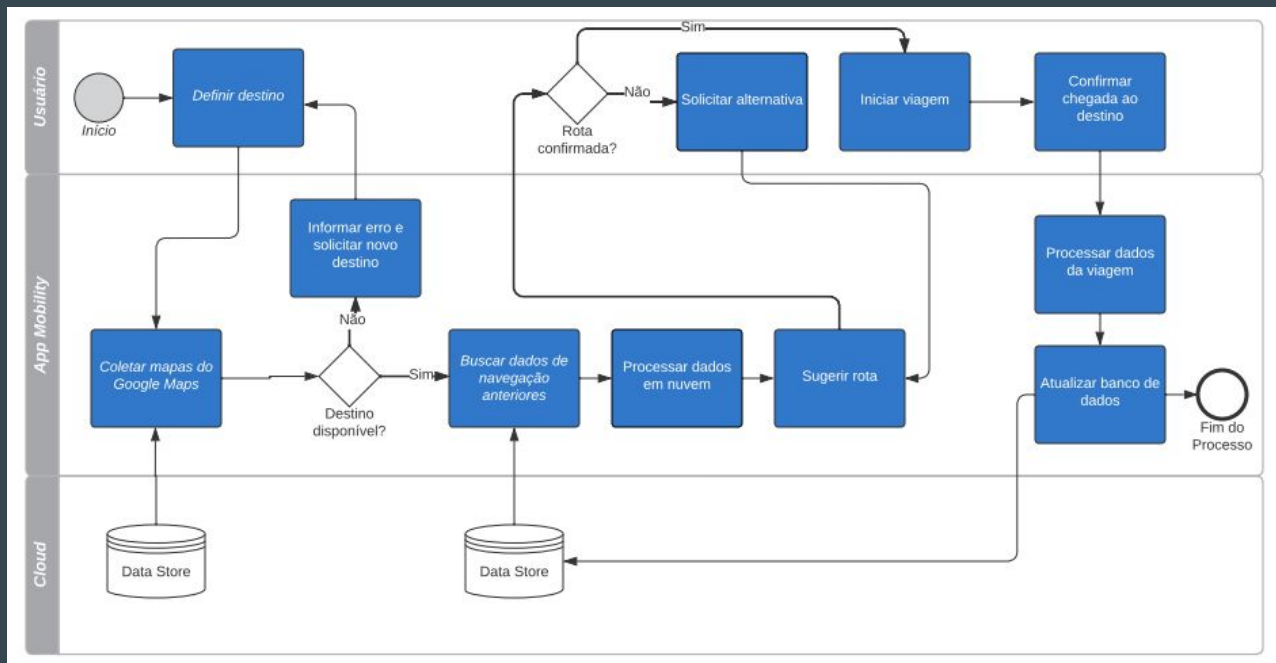 Usuário
Início
Definir destino
Sim
Não
Rota
confirmada?
Solicitar alternativa
Iniciar viagem
Confirmar
chegada ao
destino
App Mobility
Informar erro e
solicitar novo
destino
Coletar mapas do
Google Maps
Não
Sim
Destino
disponível?
Buscar dados de
navegação
anteriores
Processar dados
em nuvem
Sugerir rota
Processar dados
da viagem
Atualizar banco de
dados
Fim do
Processo
Cloud
Data Store
Data Store